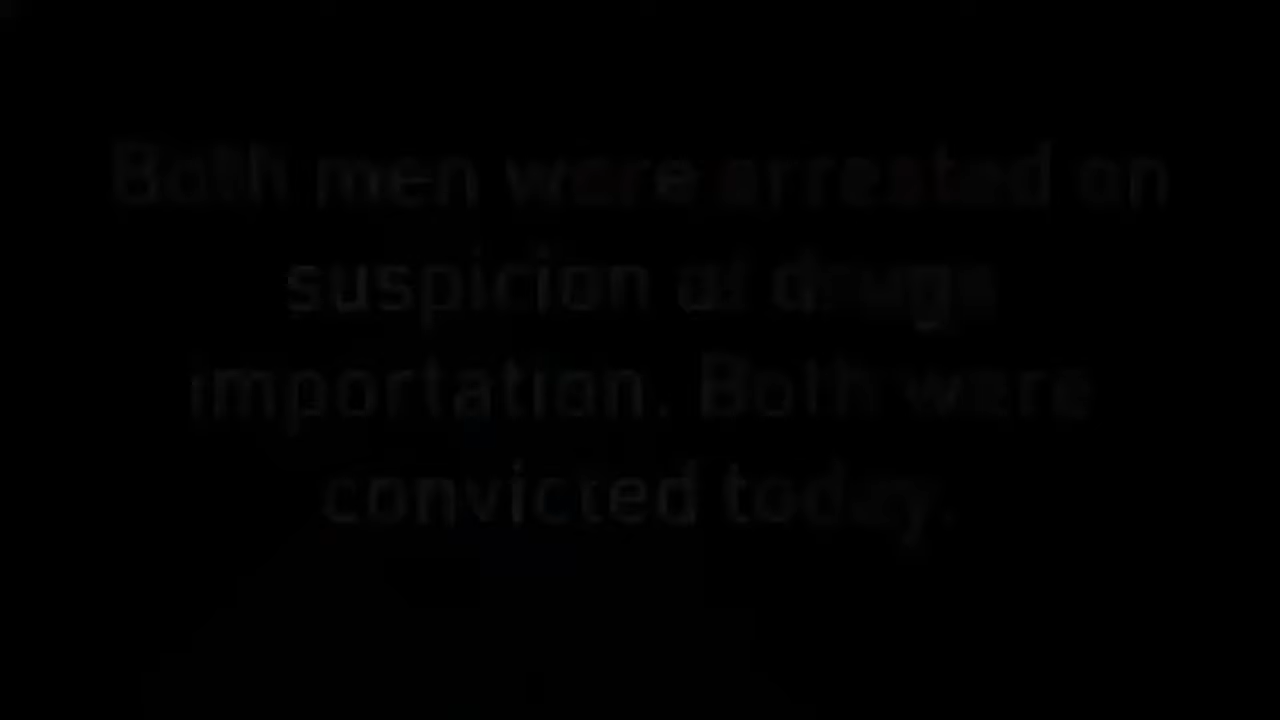 Both men were arrested on
suspicion of drugs
importation. Both were
convicted today.